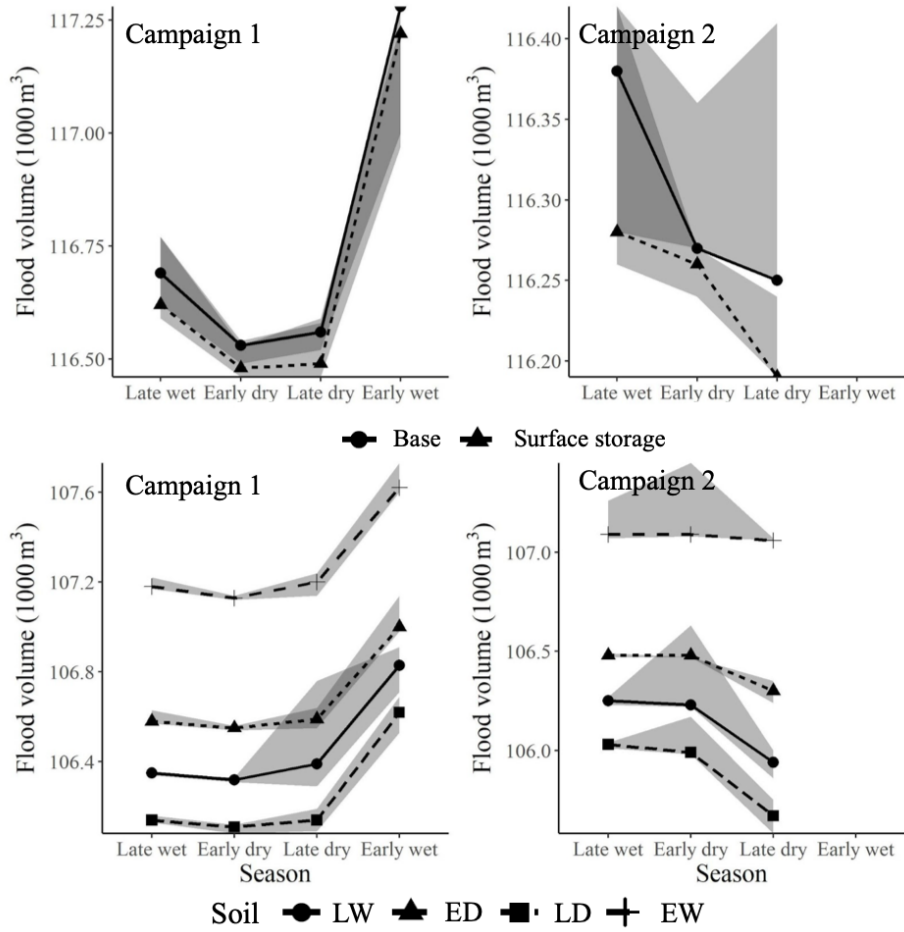 Campaign 1
Campaign 2
Flood volume (1000 m³)
117.25
117.00
116.75
116.50
Late wet Early dry Late dry Early wet
Flood volume (1000 m³)
116.40
116.35
116.30
116.25
116.20
Late wet Early dry Late dry Early wet
Base Surface storage
Campaign 1
Campaign 2
Flood volume (1000 m³)
107.6
107.2
106.8
106.4
Late wet Early dry Late dry Early wet
Season
Flood volume (1000 m³)
107.0
106.5
106.0
Late wet Early dry Late dry Early wet
Season
Soil LW ED LD EW